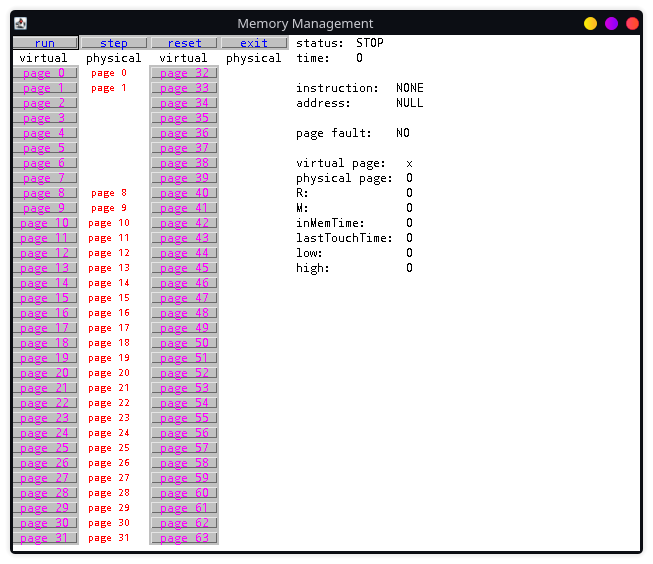 Memory Management
run step reset exit status: STOP
virtual physical virtual physical time: 0
page 0 page 0 page 32
page 1 page 1 page 33 instruction: NONE
page 2 page 34 address: NULL
page 3 page 35
page 4 page 36 page fault: NO
page 5 page 37
page 6 page 38 virtual page: x
page 7 page 39 physical page: 0
page 8 page 8 page 40 R: 0
page 9 page 9 page 41 M: 0
page 10 page 10 page 42 inMemTime: 0
page 11 page 11 page 43 lastTouchTime: 0
page 12 page 12 page 44 low: 0
page 13 page 13 page 45 high: 0
page 14 page 14 page 46
page 15 page 15 page 47
page 16 page 16 page 48
page 17 page 17 page 49
page 18 page 18 page 50
page 19 page 19 page 51
page 20 page 20 page 52
page 21 page 21 page 53
page 22 page 22 page 54
page 23 page 23 page 55
page 24 page 24 page 56
page 25 page 25 page 57
page 26 page 26 page 58
page 27 page 27 page 59
page 28 page 28 page 60
page 29 page 29 page 61
page 30 page 30 page 62
page 31 page 31 page 63